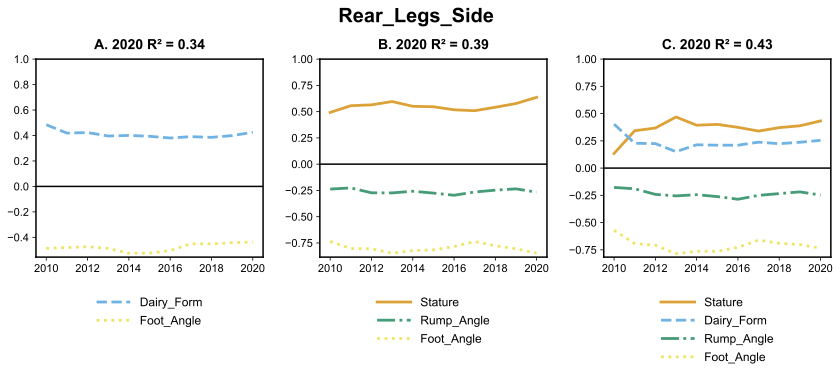 Rear_Legs_Side
A. 2020 R² = 0.34
B. 2020 R² = 0.39
C. 2020 R² = 0.43
1.0
0.8
0.6
0.4
0.2
0.0
−0.2
−0.4
2010 2012 2014 2016 2018 2020
Dairy_Form
Foot_Angle
1.00
0.75
0.50
0.25
0.00
−0.25
−0.50
−0.75
2010 2012 2014 2016 2018 2020
Stature
Rump_Angle
Foot_Angle
1.00
0.75
0.50
0.25
0.00
−0.25
−0.50
−0.75
2010 2012 2014 2016 2018 2020
Stature
Dairy_Form
Rump_Angle
Foot_Angle